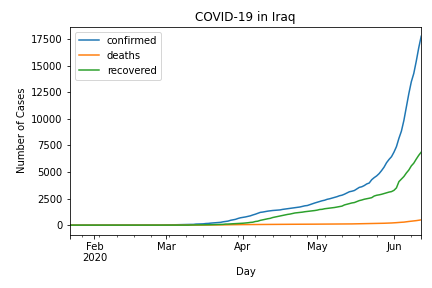 COVID-19 in Iraq
confirmed
deaths
recovered
Number of Cases
17500
15000
12500
10000
7500
5000
2500
0
Feb
2020
Mar
Apr
May
Jun
Day